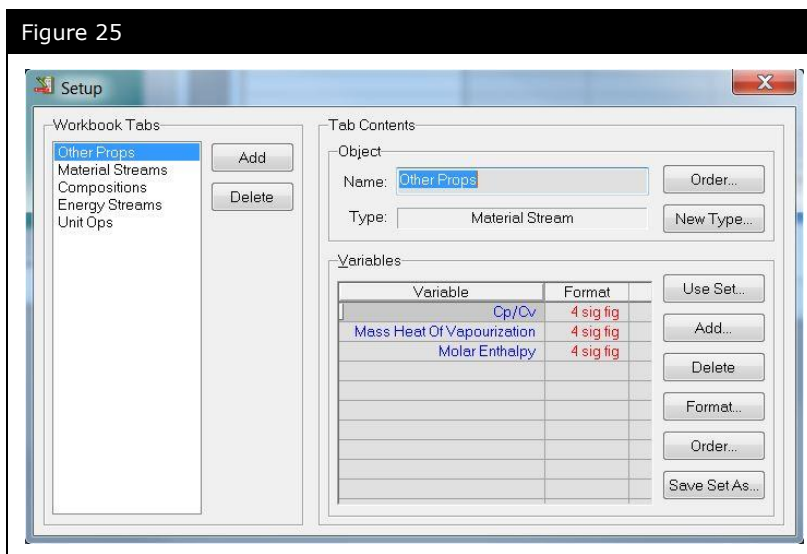 Figure 25
Setup
Workbook Tabs
Other Props
Material Streams
Compositions
Energy Streams
Unit Ops
Add
Delete
Tab Contents
Object
Name: Other Props
Order...
Type: Material Stream
New Type...
Variables
Variable Format
Cp/Cv 4 sig fig
Mass Heat Of Vapourization 4 sig fig
Molar Enthalpy 4 sig fig
Use Set...
Add...
Delete
Format...
Order...
Save Set As...